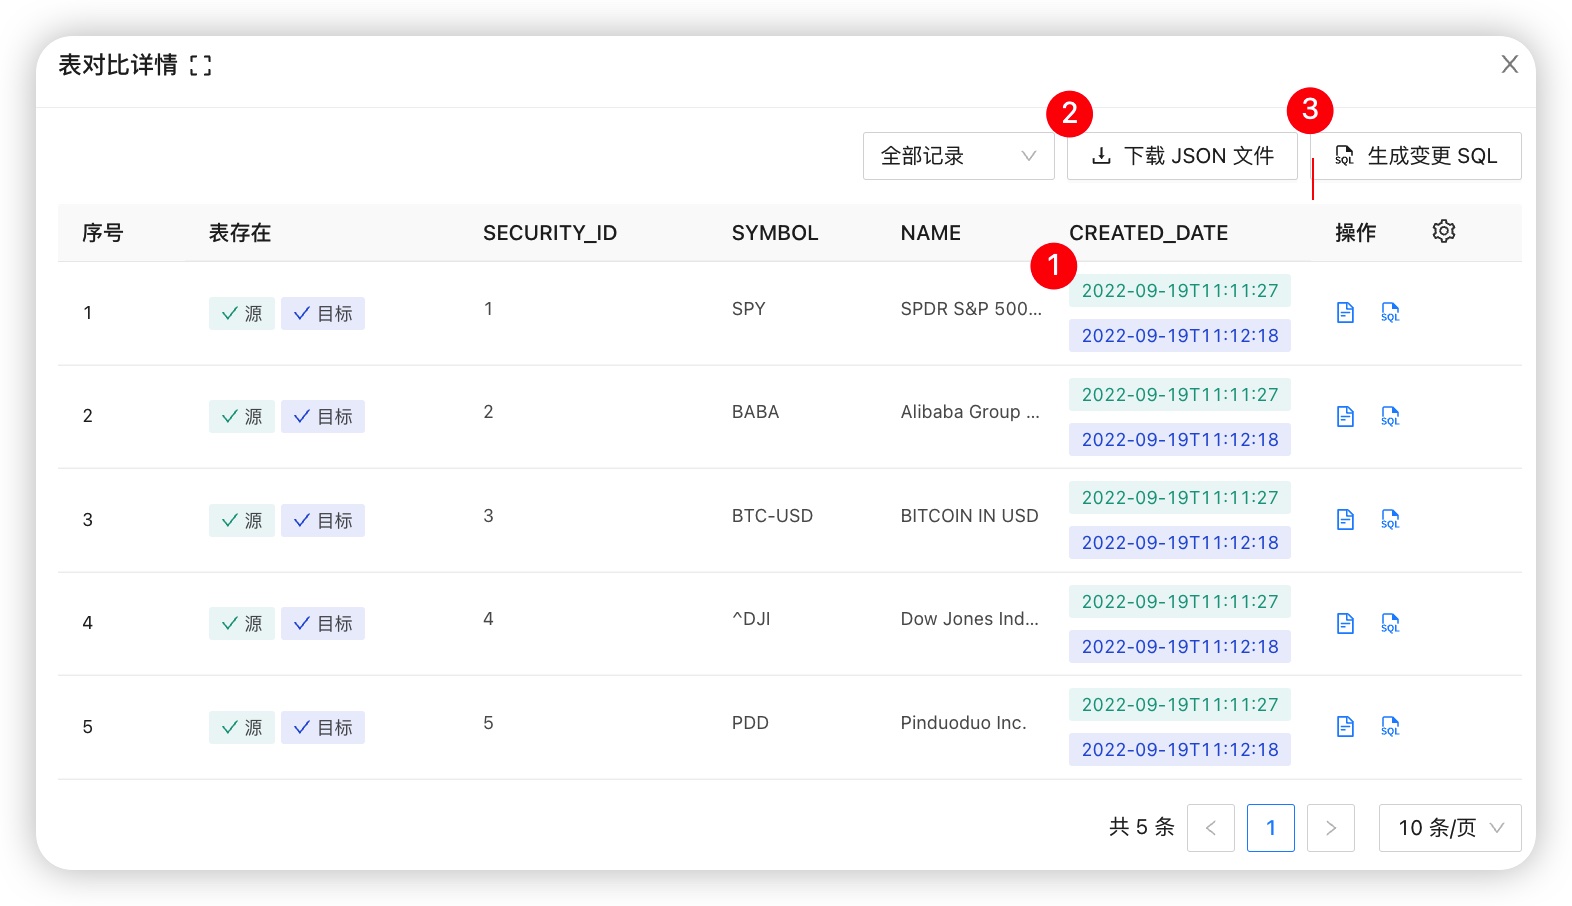 表对比详情
2
3
全部记录
下载 JSON 文件
SQL 生成变更 SQL
序号 表存在 SECURITY_ID SYMBOL NAME CREATED_DATE 操作
1
1 源 目标 1 SPY SPDR S&P 500... 2022-09-19T11:11:27 SQL
2022-09-19T11:12:18
2 源 目标 2 BABA Alibaba Group ... 2022-09-19T11:11:27 SQL
2022-09-19T11:12:18
3 源 目标 3 BTC-USD BITCOIN IN USD 2022-09-19T11:11:27 SQL
2022-09-19T11:12:18
4 源 目标 4 ^DJI Dow Jones Ind... 2022-09-19T11:11:27 SQL
2022-09-19T11:12:18
5 源 目标 5 PDD Pinduoduo Inc. 2022-09-19T11:11:27 SQL
2022-09-19T11:12:18
共 5 条 < 1 > 10 条/页